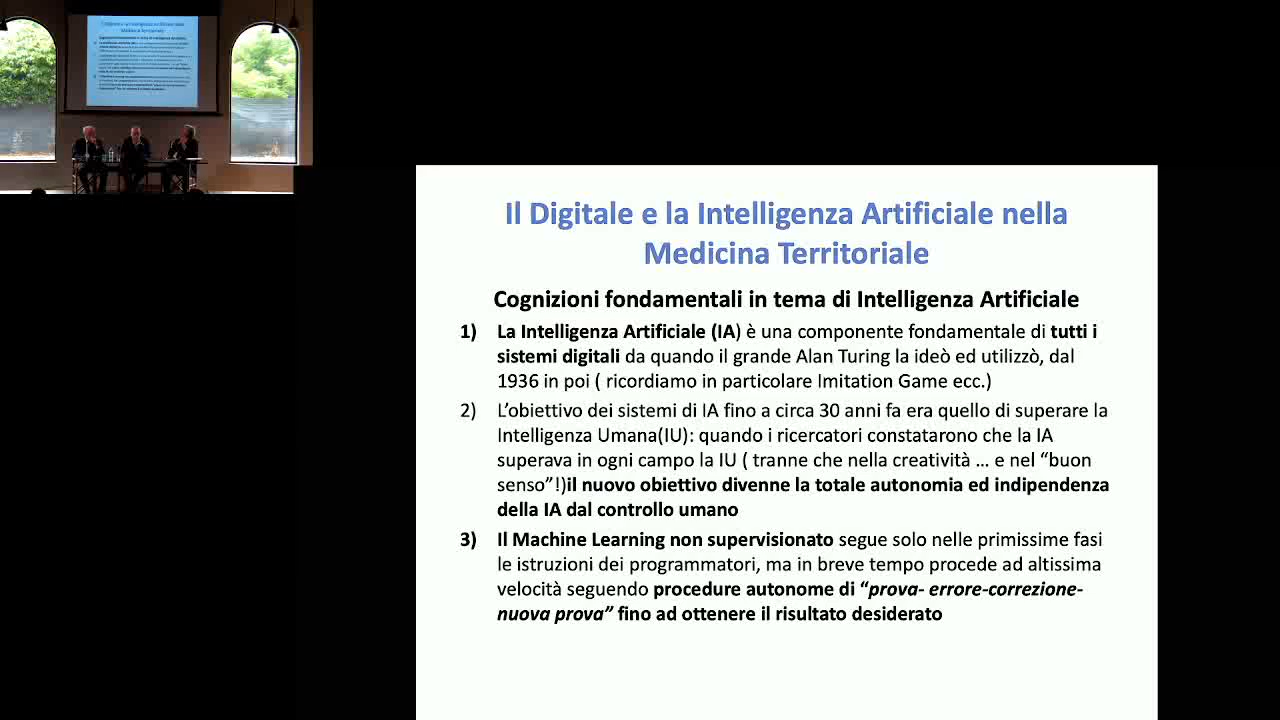 Il Digitale e la Intelligenza Artificiale nella
Medicina Territoriale
Cognizioni fondamentali in tema di Intelligenza Artificiale
1) La Intelligenza Artificiale (IA) è una componente fondamentale di tutti i
sistemi digitali da quando il grande Alan Turing la ideò ed utilizzò, dal
1936 in poi ( ricordiamo in particolare Imitation Game ecc.)
2) L'obiettivo dei sistemi di IA fino a circa 30 anni fa era quello di superare la
Intelligenza Umana(IU): quando i ricercatori constatarono che la IA
superava in ogni campo la IU ( tranne che nella creatività … e nel “buon
senso”!)il nuovo obiettivo divenne la totale autonomia ed indipendenza
della IA dal controllo umano
3) Il Machine Learning non supervisionato segue solo nelle primissime fasi
le istruzioni dei programmatori, ma in breve tempo procede ad altissima
velocità seguendo procedure autonome di “prova- errore-correzione-
nuova prova” fino ad ottenere il risultato desiderato